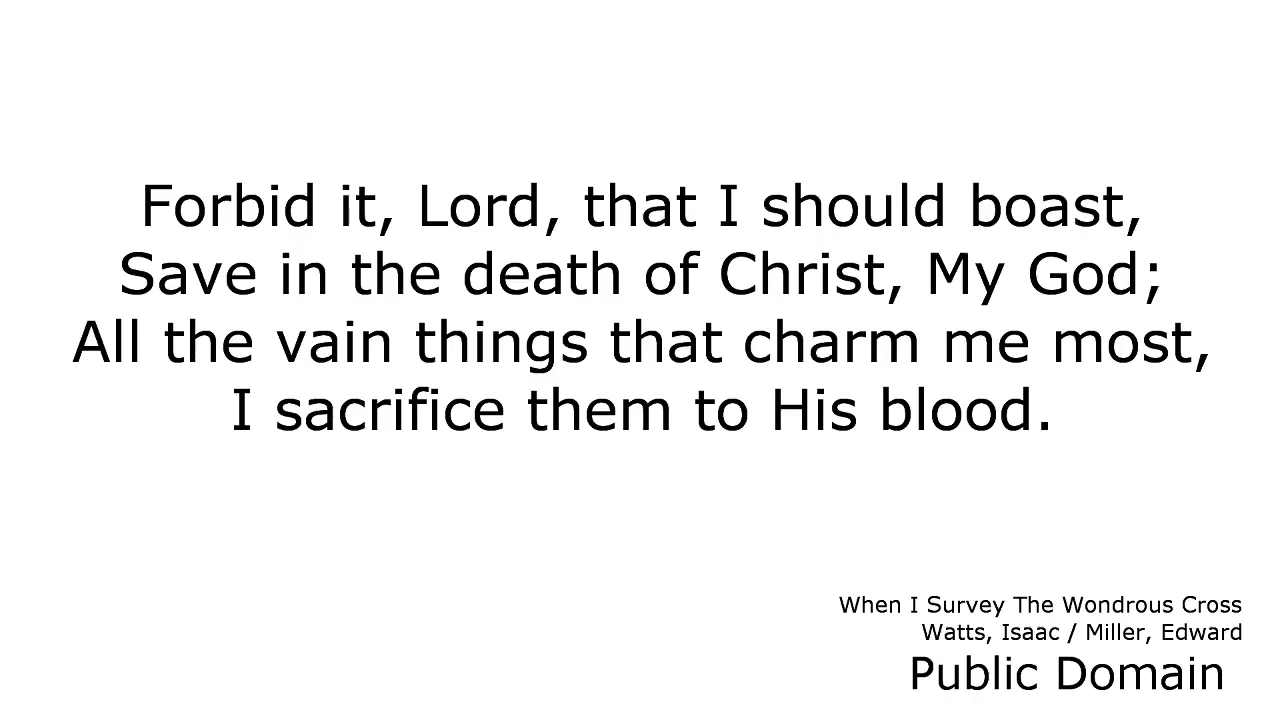 Forbid it, Lord, that I should boast,
Save in the death of Christ, My God;
All the vain things that charm me most,
I sacrifice them to His blood.
When I Survey The Wondrous Cross
Watts, Isaac / Miller, Edward
Public Domain